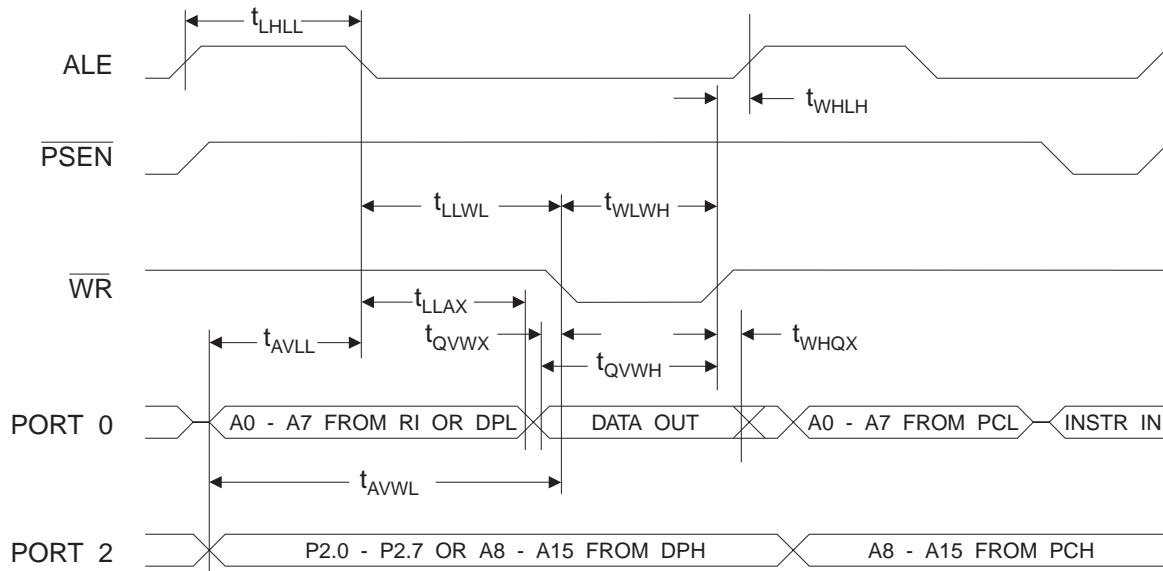 tLHLL
ALE
tWHLH
PSEN
tLLWL
tWLWH
WR
tLLAX
tAVLL
tQVWX
tWHQX
tQVWH
PORT 0
A0 - A7 FROM RI OR DPL
DATA OUT
A0 - A7 FROM PCL
INSTR IN
tAVWL
PORT 2
P2.0 - P2.7 OR A8 - A15 FROM DPH
A8 - A15 FROM PCH